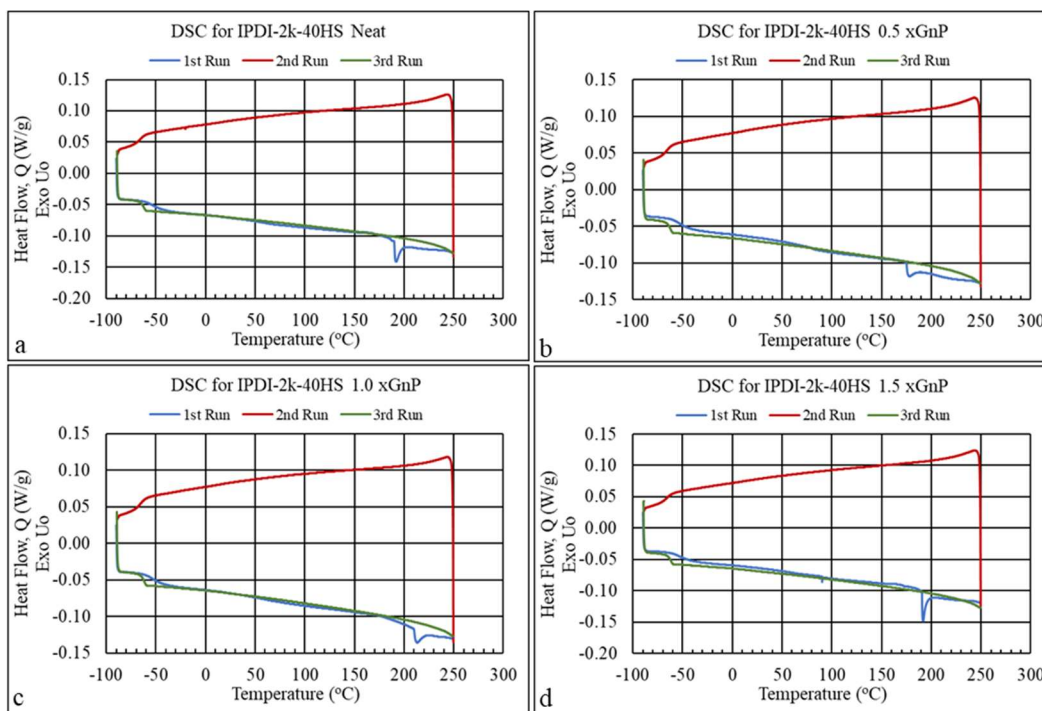 DSC for IPDI-2k-40HS Neat
1st Run 2nd Run 3rd Run
0.15
0.10
0.05
0.00
-0.05
-0.10
-0.15
-0.20
-100 -50 0 50 100 150 200 250 300
Heat Flow, Q (W/g)
Exo Uo
Temperature (°C)
a
DSC for IPDI-2k-40HS 0.5 xGnP
1st Run 2nd Run 3rd Run
0.15
0.10
0.05
0.00
-0.05
-0.10
-0.15
-100 -50 0 50 100 150 200 250 300
Heat Flow, Q (W/g)
Exo Uo
Temperature (°C)
b
DSC for IPDI-2k-40HS 1.0 xGnP
1st Run 2nd Run 3rd Run
0.15
0.10
0.05
0.00
-0.05
-0.10
-0.15
-100 -50 0 50 100 150 200 250 300
Heat Flow, Q (W/g)
Exo Uo
Temperature (°C)
c
DSC for IPDI-2k-40HS 1.5 xGnP
1st Run 2nd Run 3rd Run
0.15
0.10
0.05
0.00
-0.05
-0.10
-0.15
-0.20
-100 -50 0 50 100 150 200 250 300
Heat Flow, Q (W/g)
Exo Uo
Temperature (°C)
d